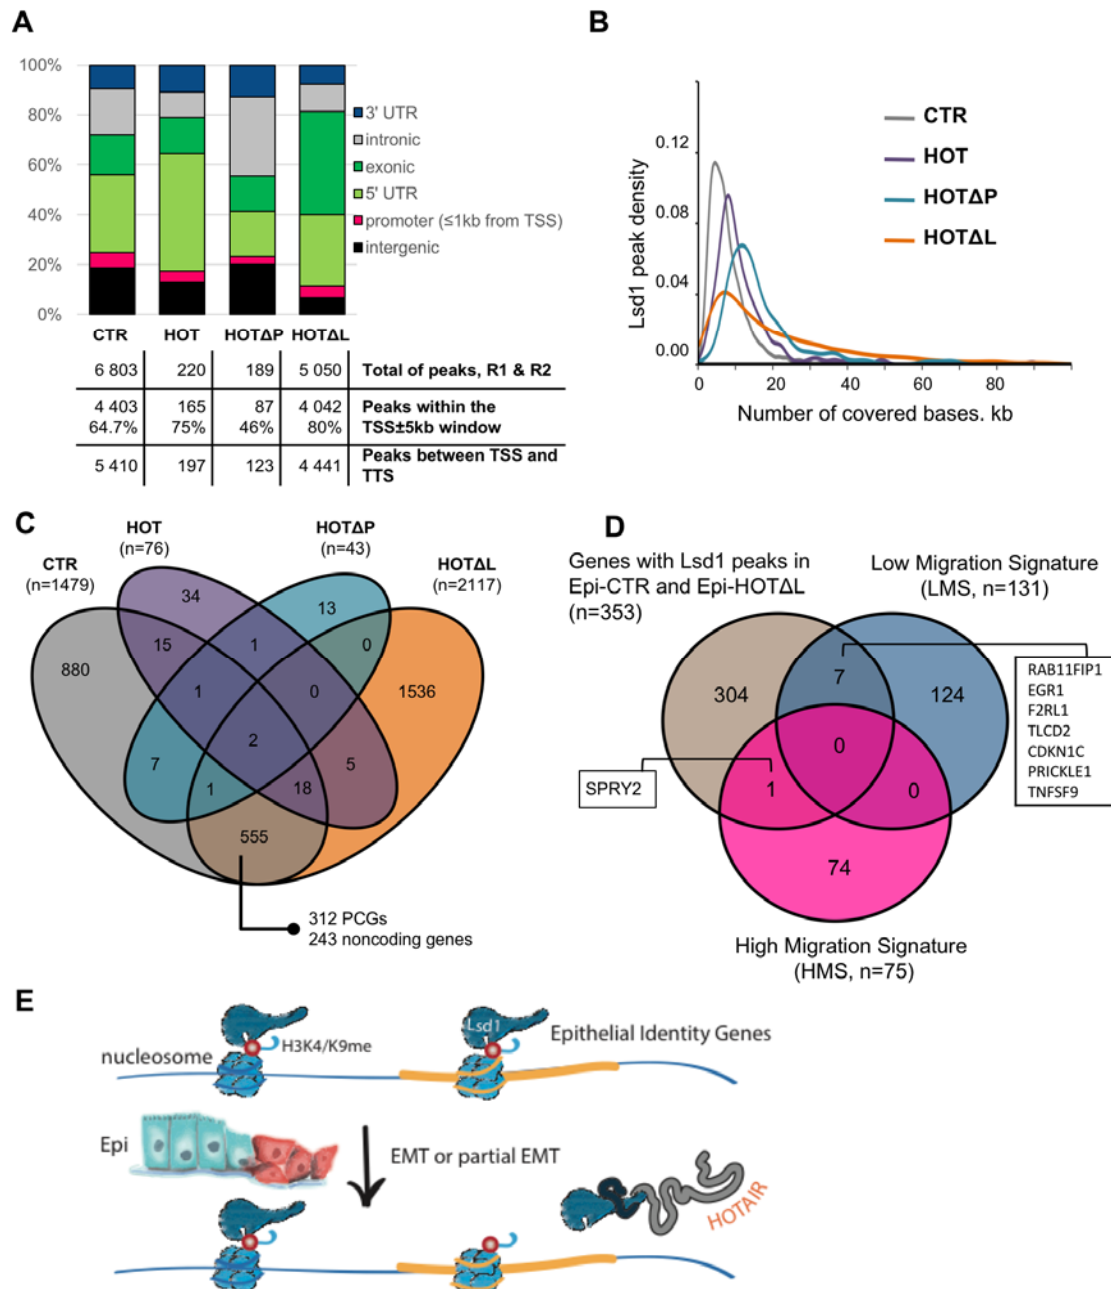 A
100%
80%
60%
40%
20%
0%
3' UTR
intronic
exonic
5' UTR
promoter (≤1kb from TSS)
intergenic
CTR HOT HOTΔP HOTΔL
6 803 220 189 5 050 Total of peaks, R1 & R2
4 403 165 87 4 042 Peaks within the
64.7% 75% 46% 80% TSS±5kb window
5 410 197 123 4 441 Peaks between TSS and
TTS
B
Lsd1 peak density
0.12
0.08
0.04
0.00
0 20 40 60 80
Number of covered bases. kb
CTR
HOT
HOTΔP
HOTΔL
C
HOT
(n=76)
HOTΔP
(n=43)
CTR
(n=1479)
HOTΔL
(n=2117)
34
13
15
1
0
880
1
0
1536
2
7
5
1
18
555
312 PCGs
243 noncoding genes
D
Genes with Lsd1 peaks in
Epi-CTR and Epi-HOTΔL
(n=353)
Low Migration Signature
(LMS, n=131)
304
7
124
0
1
0
74
SPRY2
RAB11FIP1
EGR1
F2RL1
TLCD2
CDKN1C
PRICKLE1
TNFSF9
High Migration Signature
(HMS, n=75)
E
nucleosome
H3K4/K9me
Lsd1
Epithelial Identity Genes
Epi
EMT or partial EMT
HOTAIR